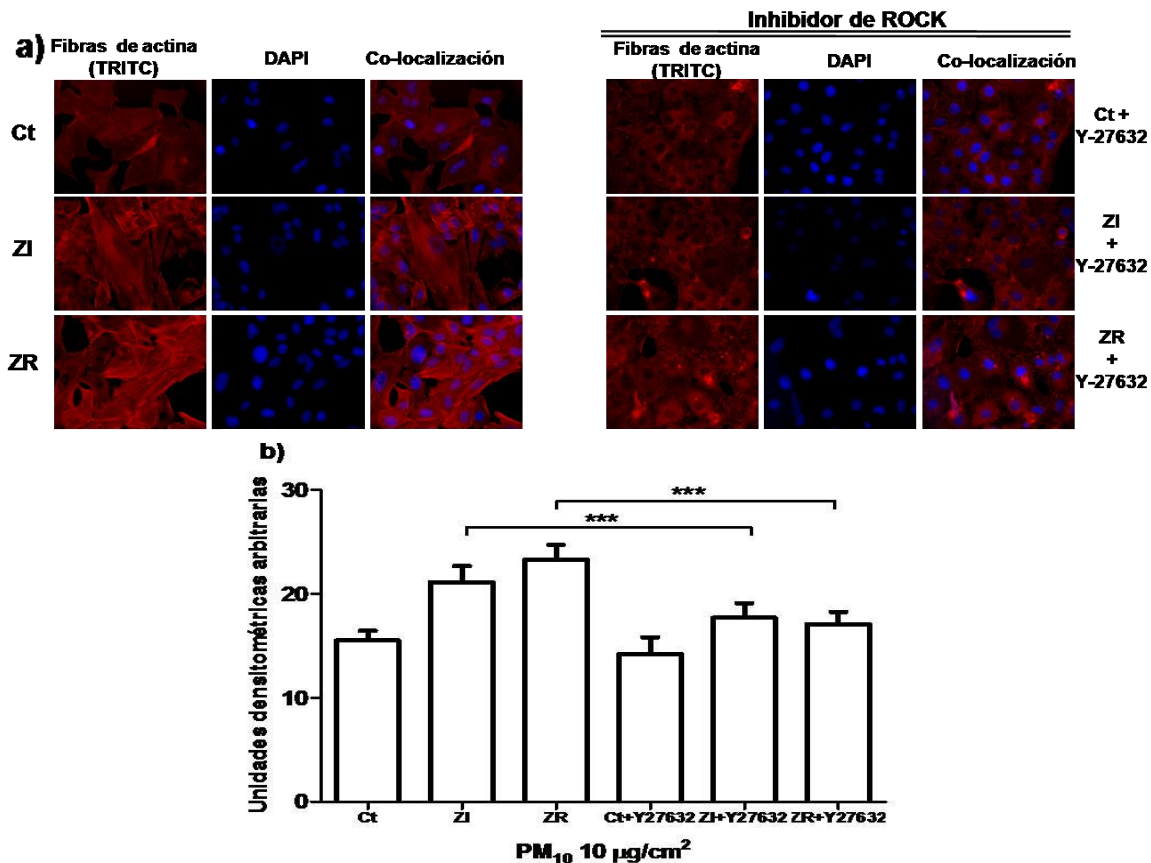 Inhibidor de ROCK
a)
Fibras de actina
(TRITC)
DAPI
Co-localización
Fibras de actina
(TRITC)
DAPI
Co-localización
Ct
Ct +
Y-27632
ZI
ZI
+
Y-27632
ZR
ZR
+
Y-27632
b)
Unidades densitométricas arbitrarias
30
20
10
0
***
***
Ct
ZI
ZR
Ct+Y27632
ZI+Y27632
ZR+Y27632
PM₁₀ 10 µg/cm²